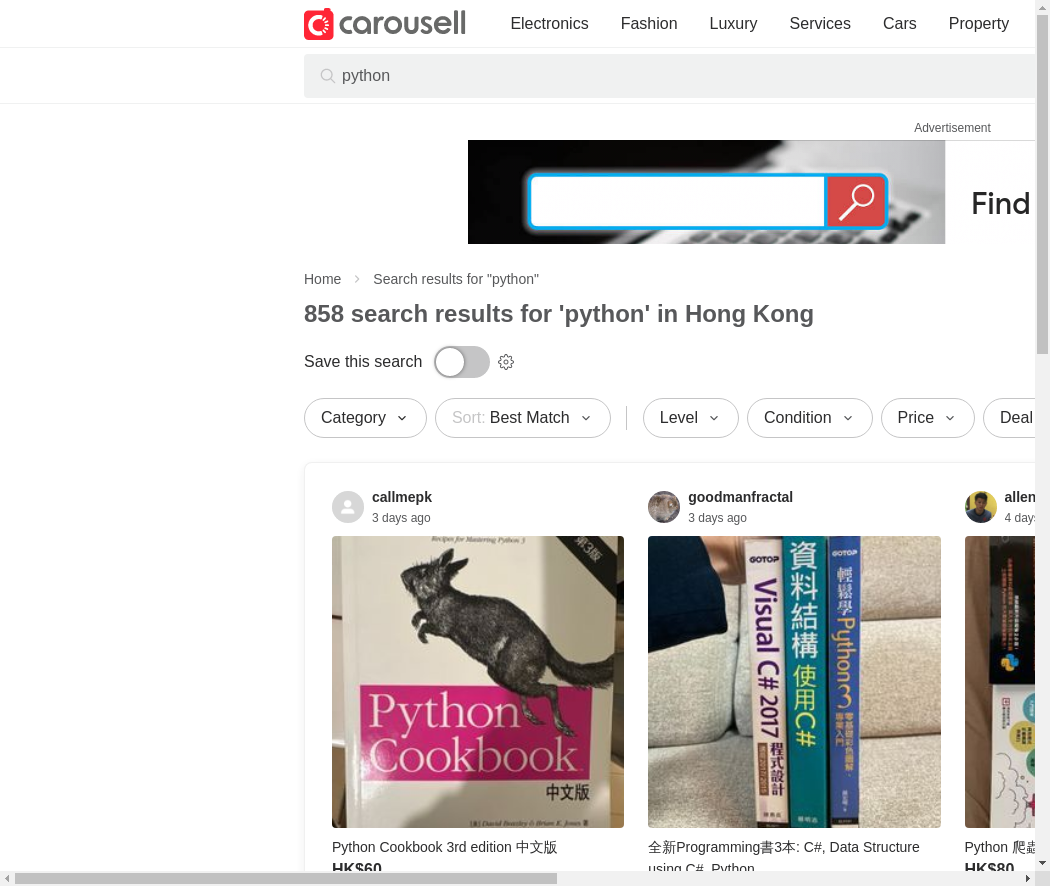 carousell
Electronics
Fashion
Luxury
Services
Cars
Property
python
Advertisement
Find
Home
Search results for "python"
858 search results for 'python' in Hong Kong
Save this search
Category
Sort: Best Match
Level
Condition
Price
Deal
callmepk
3 days ago
goodmanfractal
3 days ago
allen
4 days
Recipes for Mastering Python 3
第3版
Python
Cookbook
中文版
David Beazley & Brian K. Jones 著
GOTOP
Visual C# 2017 程式設計
資料結構 使用C#
GOTOP
輕鬆學Python 3
Python Cookbook 3rd edition 中文版
HK$60
全新Programming書3本: C#, Data Structure
using C#, Python
Python 爬蟲
HK$80